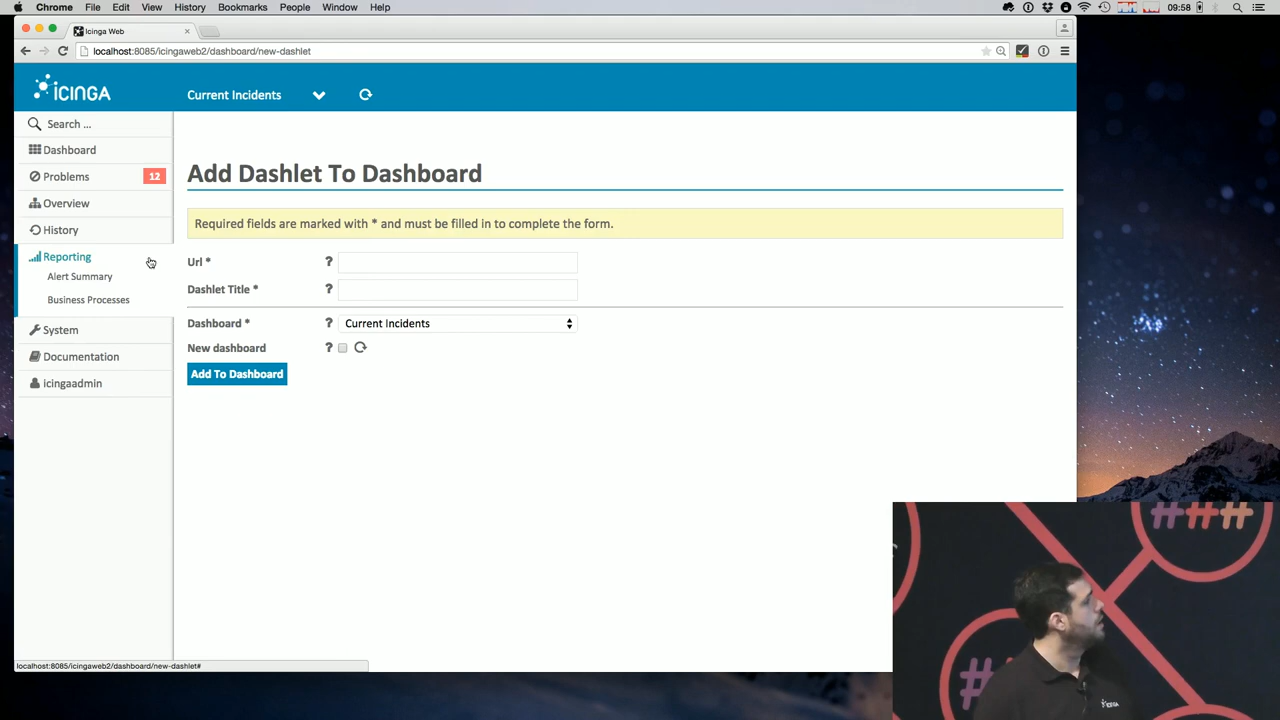 Chrome File Edit View History Bookmarks People Window Help 09:58
Icinga Web
localhost:8085/icingaweb2/dashboard/new-dashlet
iCINGA
Current Incidents
Search ...
Dashboard
Problems 12
Overview
History
Reporting
Alert Summary
Business Processes
System
Documentation
icingaadmin
Add Dashlet To Dashboard
Required fields are marked with * and must be filled in to complete the form.
Url * ?
Dashlet Title * ?
Dashboard * ? Current Incidents
New dashboard ?
Add To Dashboard
localhost:8085/icingaweb2/dashboard/new-dashlet#
###
##
iCINGA